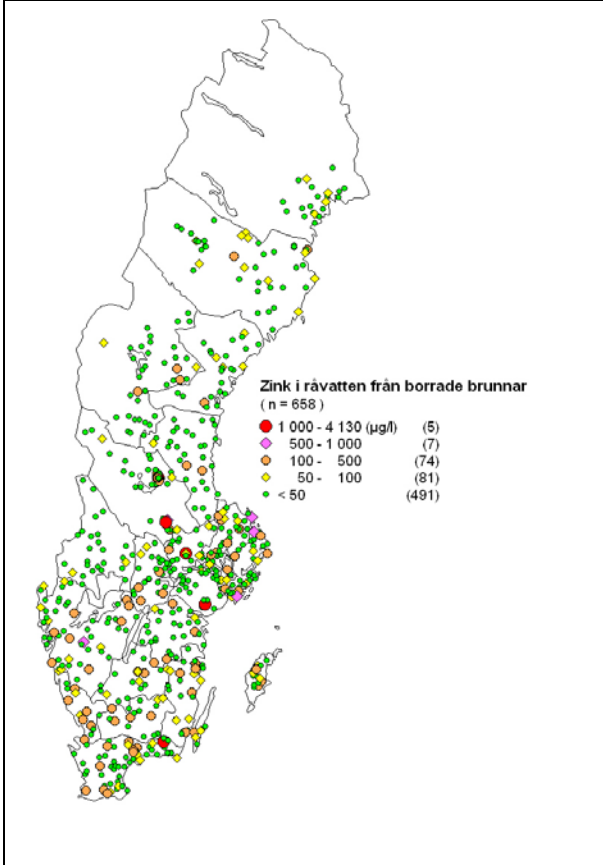 Zink i råvatten från borrade brunnar
( n = 658 )
1 000 - 4 130 (µg/l) (5)
500 - 1 000 (7)
100 - 500 (74)
50 - 100 (81)
< 50 (491)